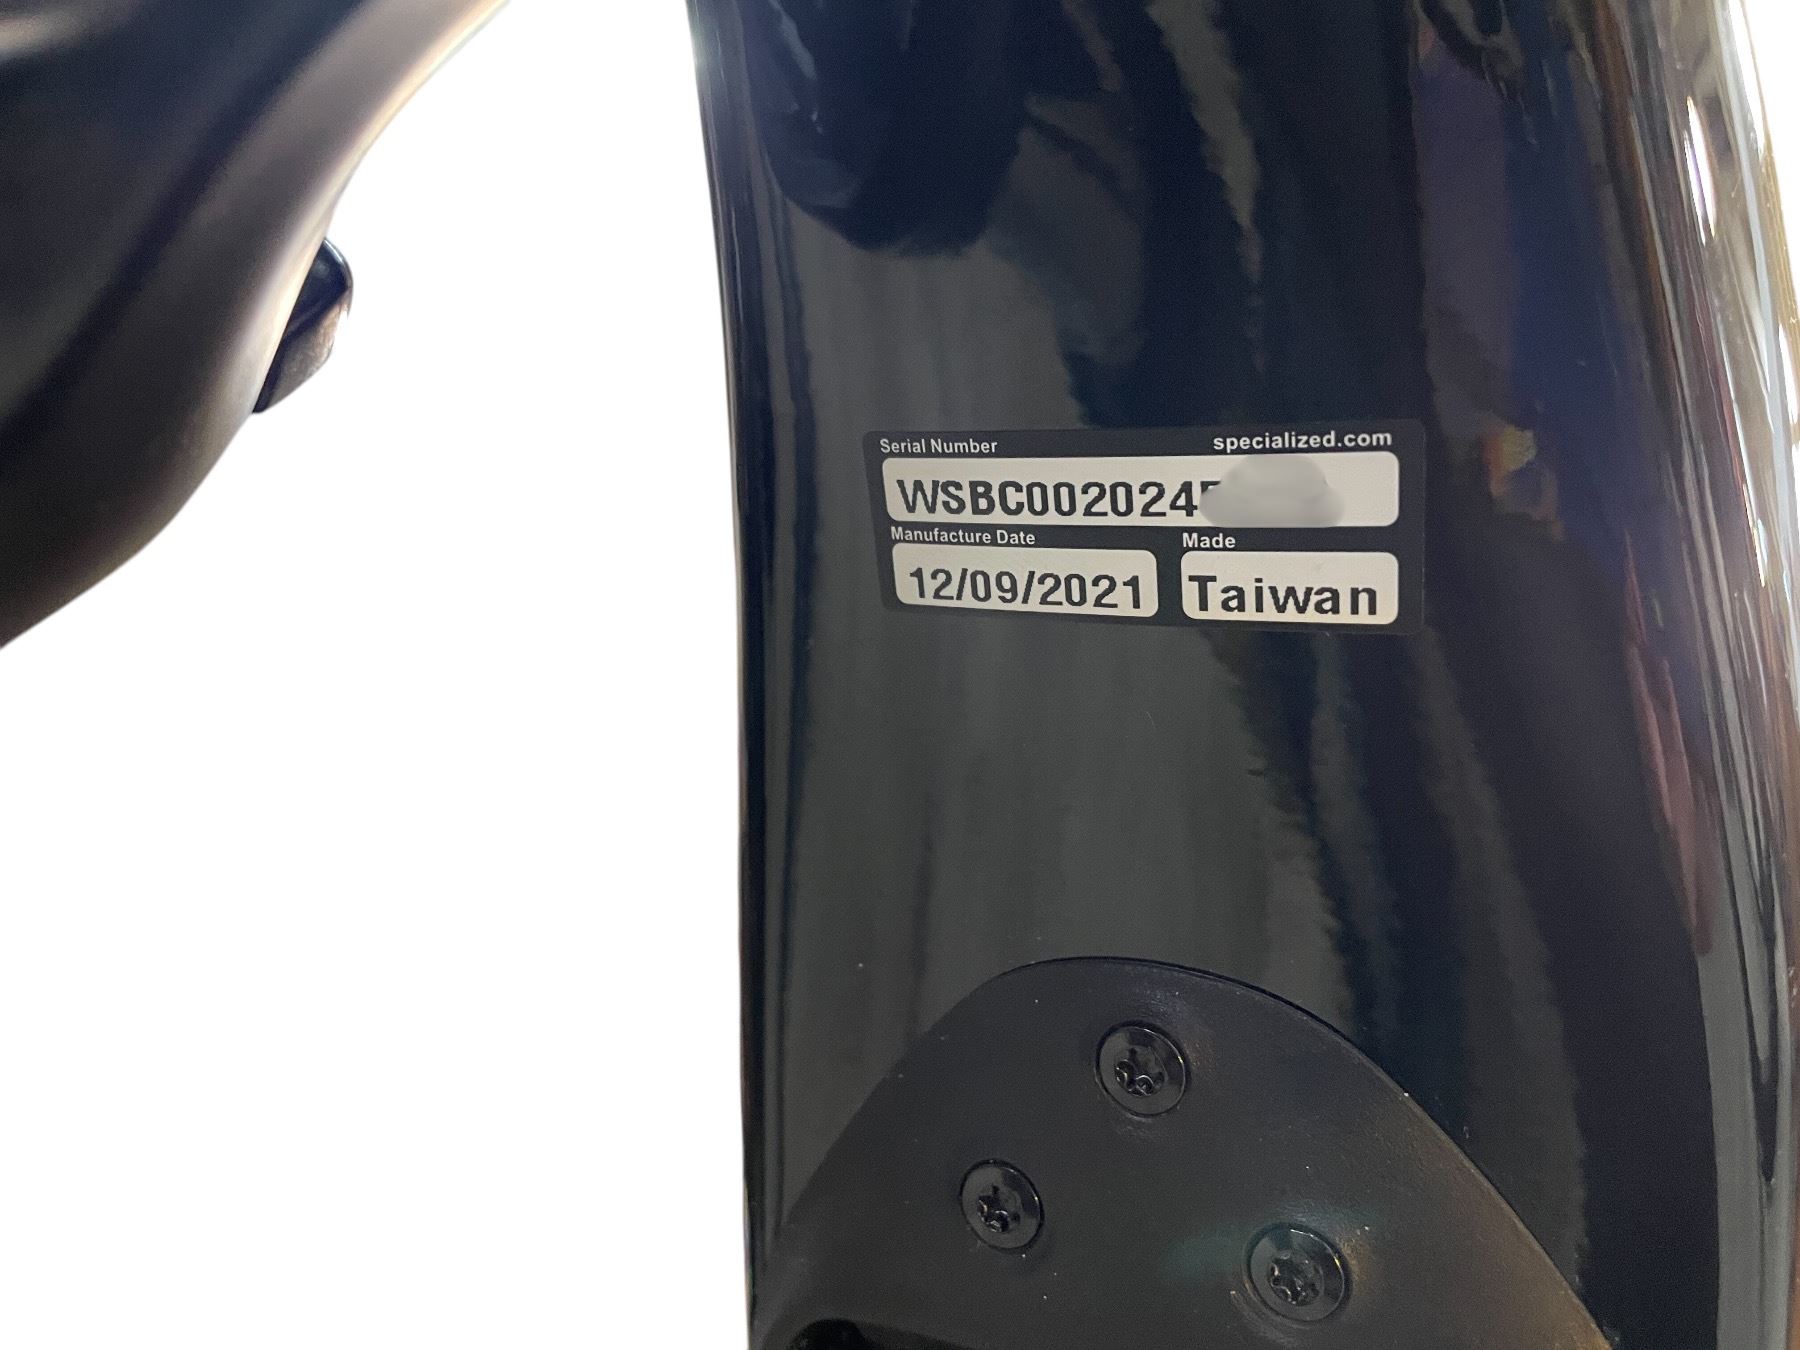 Serial Number specialized.com
WSBC002024
Manufacture Date Made
12/09/2021 Taiwan